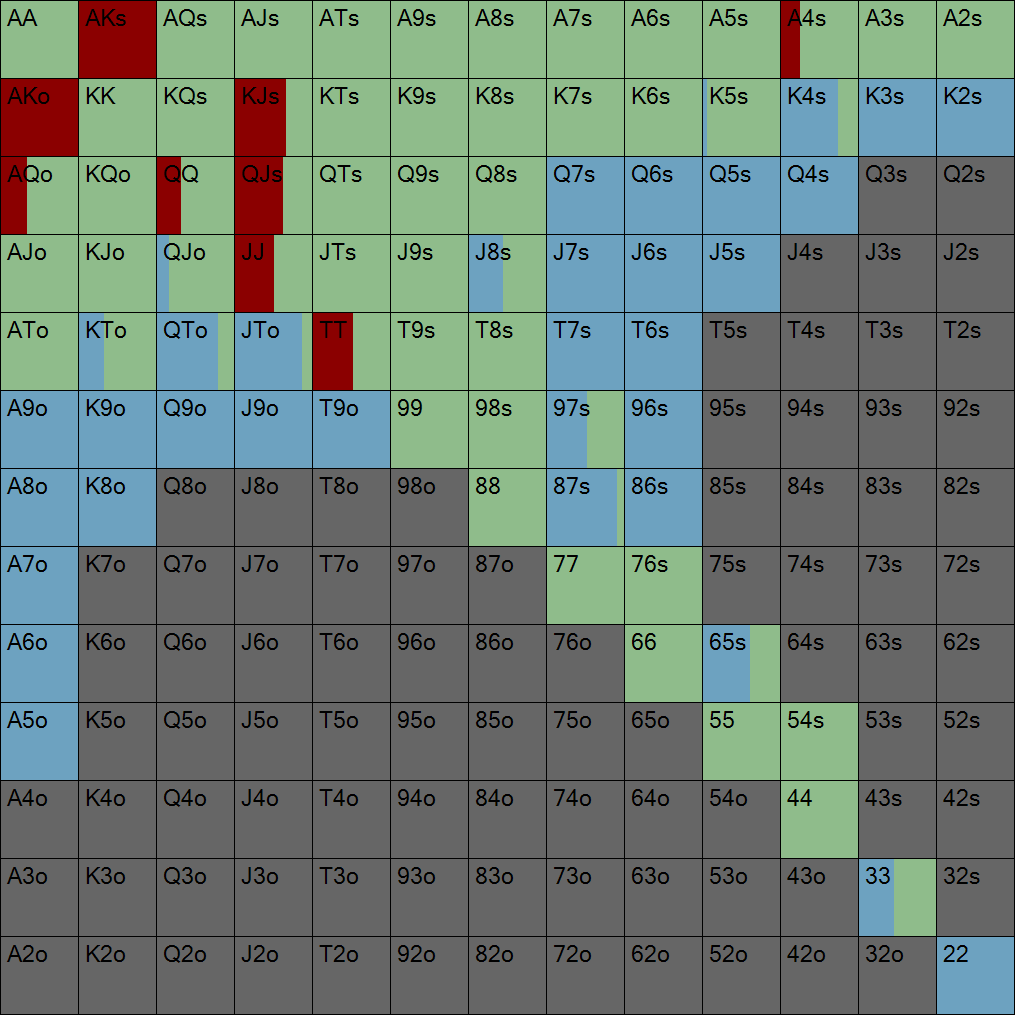 AA AKs AQs AJs ATs A9s A8s A7s A6s A5s A4s A3s A2s
AKo KK KQs KJs KTs K9s K8s K7s K6s K5s K4s K3s K2s
AQo KQo QQ QJs QTs Q9s Q8s Q7s Q6s Q5s Q4s Q3s Q2s
AJo KJo QJo JJ JTs J9s J8s J7s J6s J5s J4s J3s J2s
ATo KTo QTo JTo TT T9s T8s T7s T6s T5s T4s T3s T2s
A9o K9o Q9o J9o T9o 99 98s 97s 96s 95s 94s 93s 92s
A8o K8o Q8o J8o T8o 98o 88 87s 86s 85s 84s 83s 82s
A7o K7o Q7o J7o T7o 97o 87o 77 76s 75s 74s 73s 72s
A6o K6o Q6o J6o T6o 96o 86o 76o 66 65s 64s 63s 62s
A5o K5o Q5o J5o T5o 95o 85o 75o 65o 55 54s 53s 52s
A4o K4o Q4o J4o T4o 94o 84o 74o 64o 54o 44 43s 42s
A3o K3o Q3o J3o T3o 93o 83o 73o 63o 53o 43o 33 32s
A2o K2o Q2o J2o T2o 92o 82o 72o 62o 52o 42o 32o 22